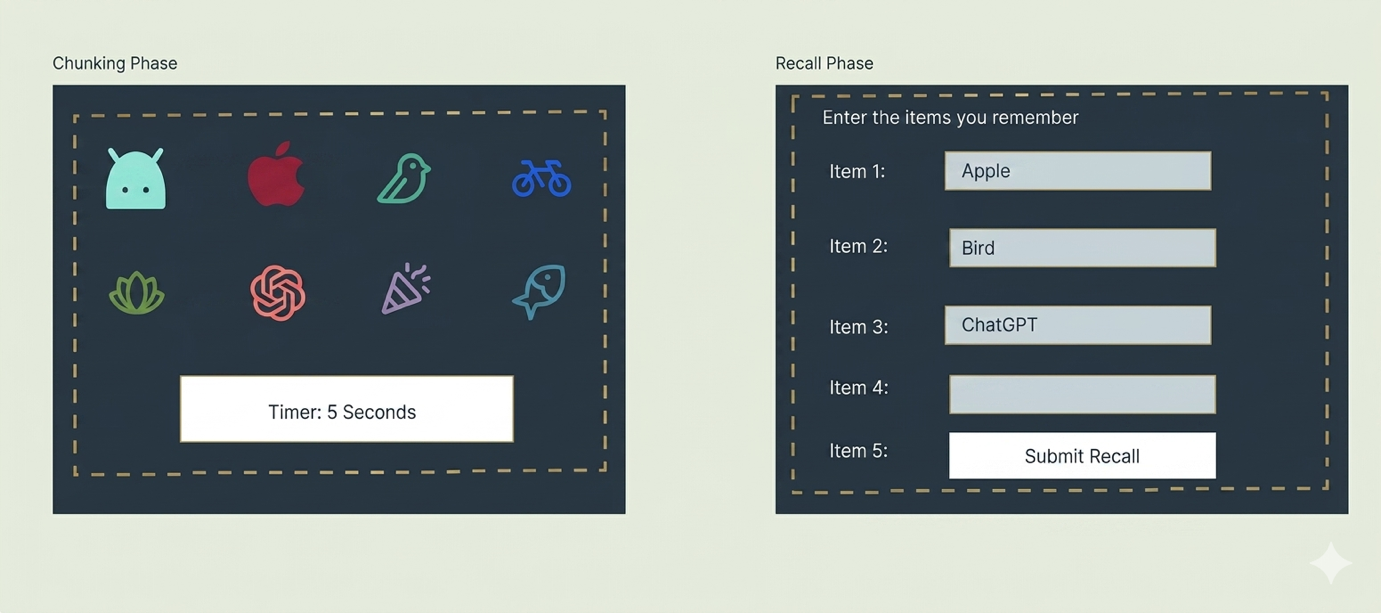 Chunking Phase
Timer: 5 Seconds
Recall Phase
Enter the items you remember
Item 1: Apple
Item 2: Bird
Item 3: ChatGPT
Item 4:
Item 5: Submit Recall